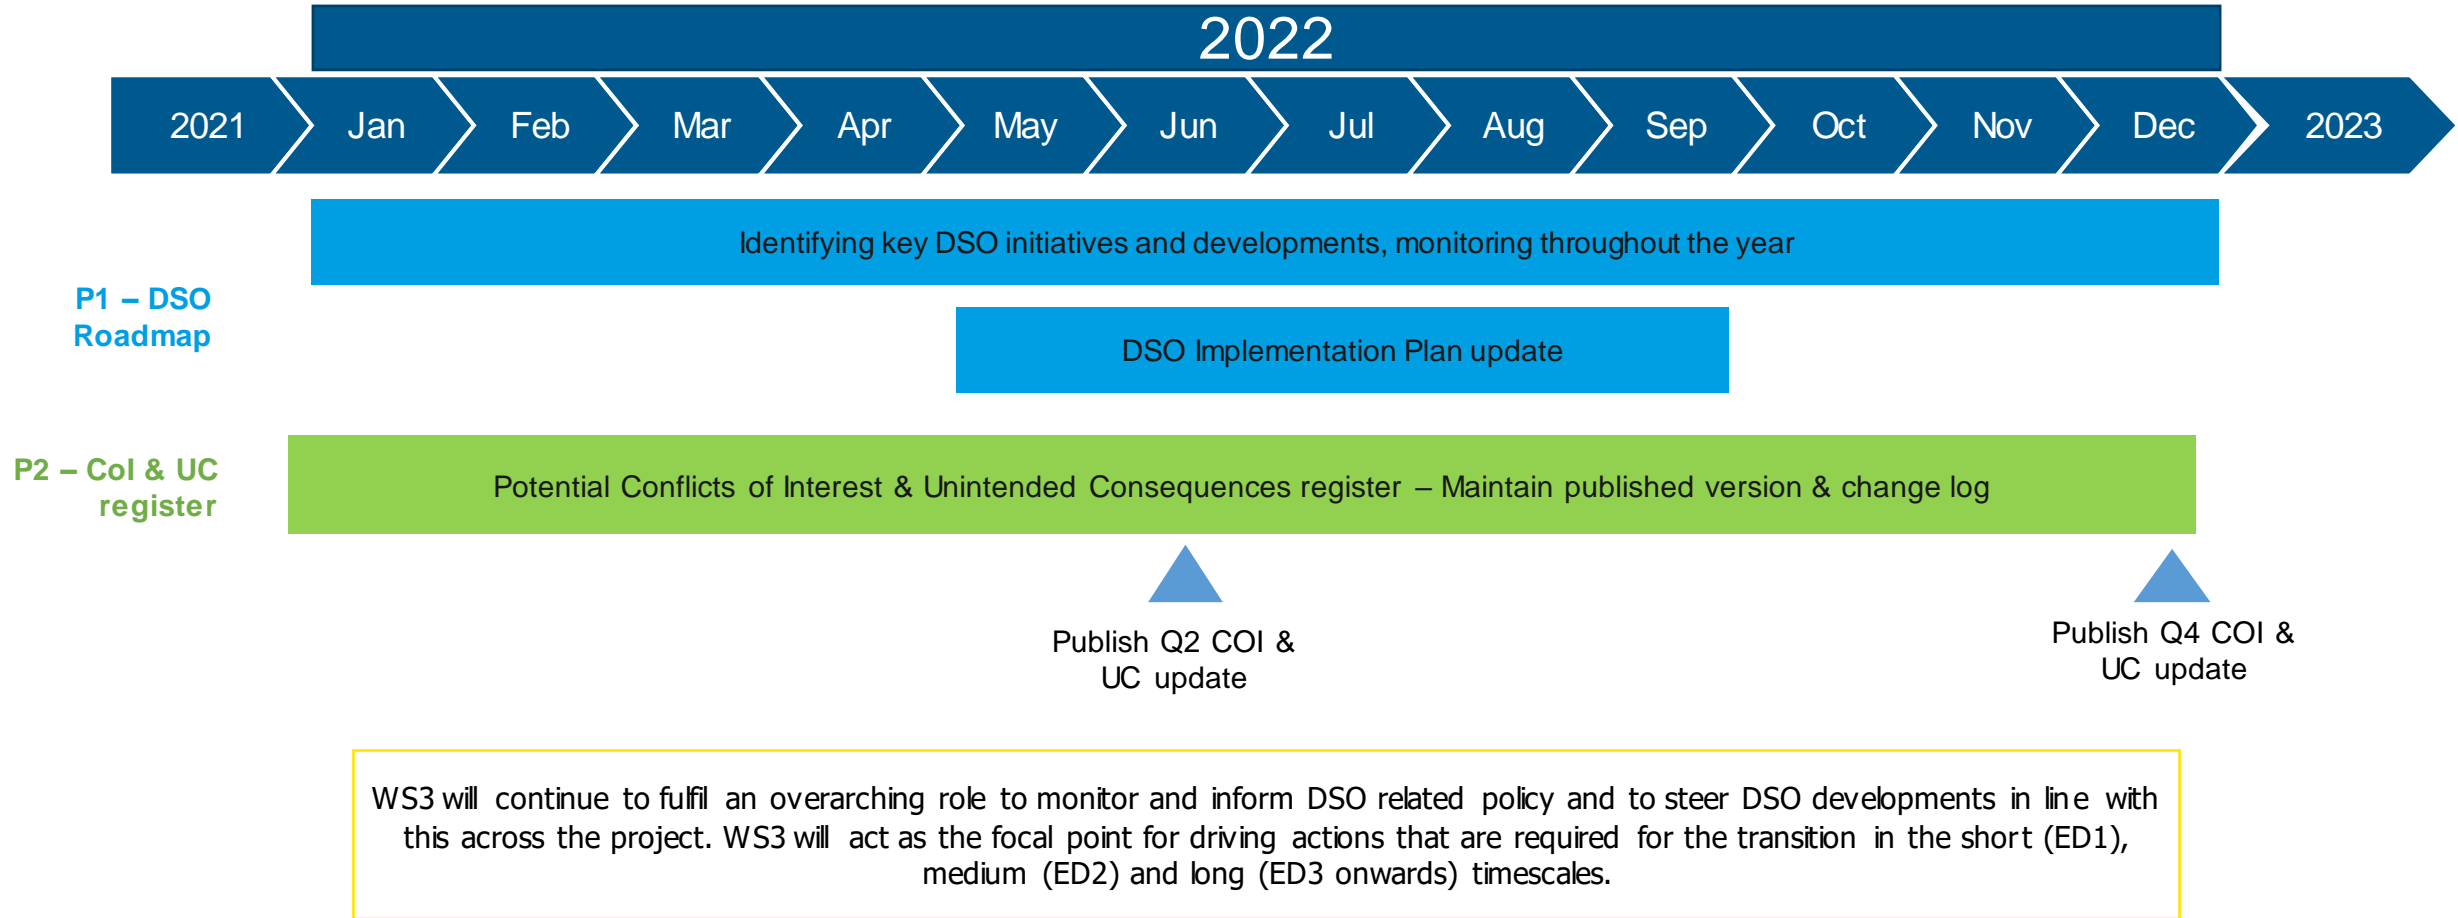 2022
2021 Jan Feb Mar Apr May Jun Jul Aug Sep Oct Nov Dec 2023
Identifying key DSO initiatives and developments, monitoring throughout the year
P1 – DSO
Roadmap
DSO Implementation Plan update
P2 – CoI & UC
register
Potential Conflicts of Interest & Unintended Consequences register – Maintain published version & change log
Publish Q2 COI &
UC update
Publish Q4 COI &
UC update
WS3 will continue to fulfil an overarching role to monitor and inform DSO related policy and to steer DSO developments in line with
this across the project. WS3 will act as the focal point for driving actions that are required for the transition in the short (ED1),
medium (ED2) and long (ED3 onwards) timescales.